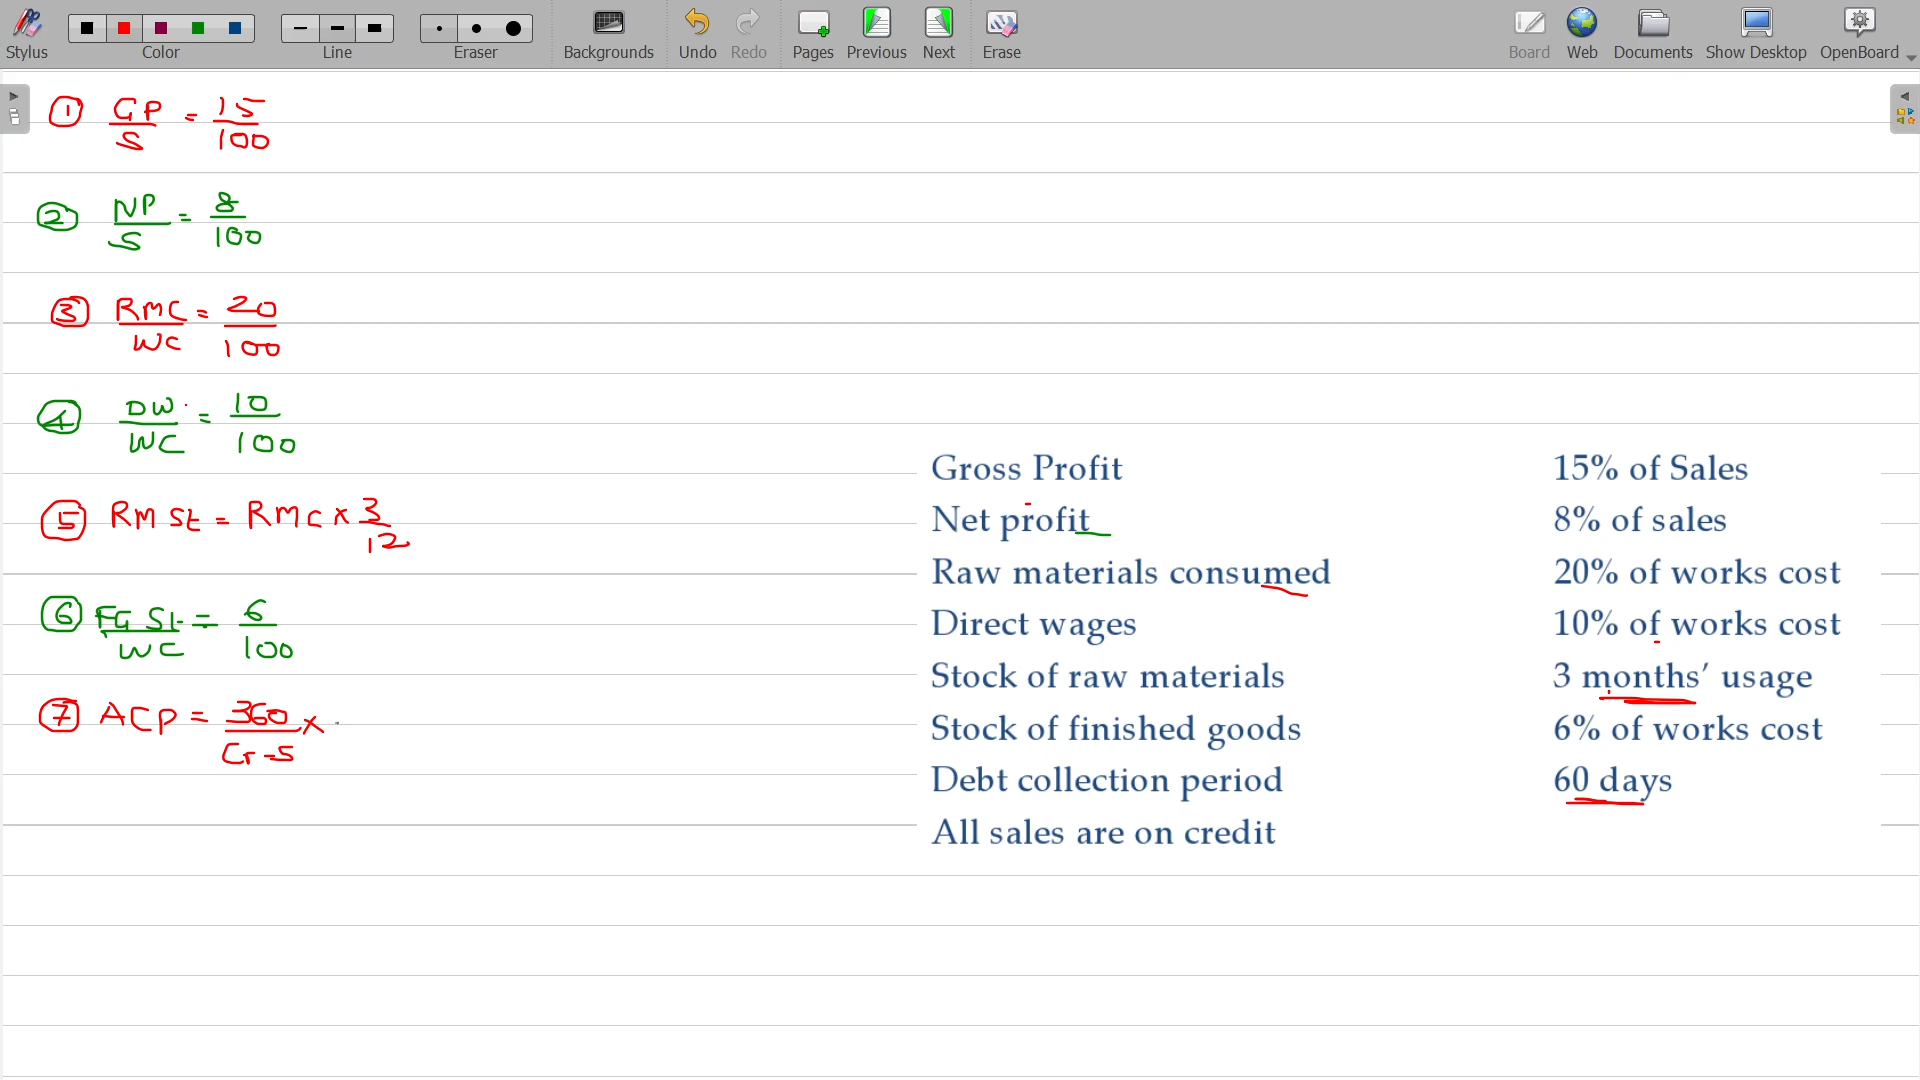 Stylus
Color
Line
Eraser
Backgrounds
Undo
Redo
Pages
Previous
Next
Erase
Board
Web
Documents
Show Desktop
OpenBoard
① GP/S = 15/100
② NP/S = 8/100
③ RMC/WC = 20/100
④ DW/WC = 10/100
⑤ RM St = RMC × 3/12
⑥ FG St/WC = 6/100
⑦ ACP = 360/Cr-S ×
Gross Profit 15% of Sales
Net profit 8% of sales
Raw materials consumed 20% of works cost
Direct wages 10% of works cost
Stock of raw materials 3 months’ usage
Stock of finished goods 6% of works cost
Debt collection period 60 days
All sales are on credit